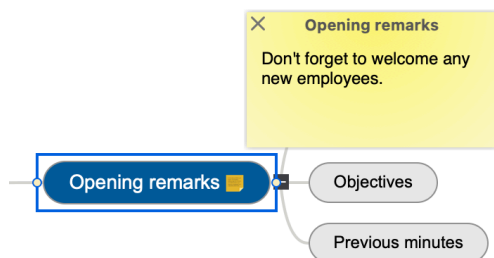 Opening remarks
Don't forget to welcome any
new employees.
Opening remarks
Objectives
Previous minutes